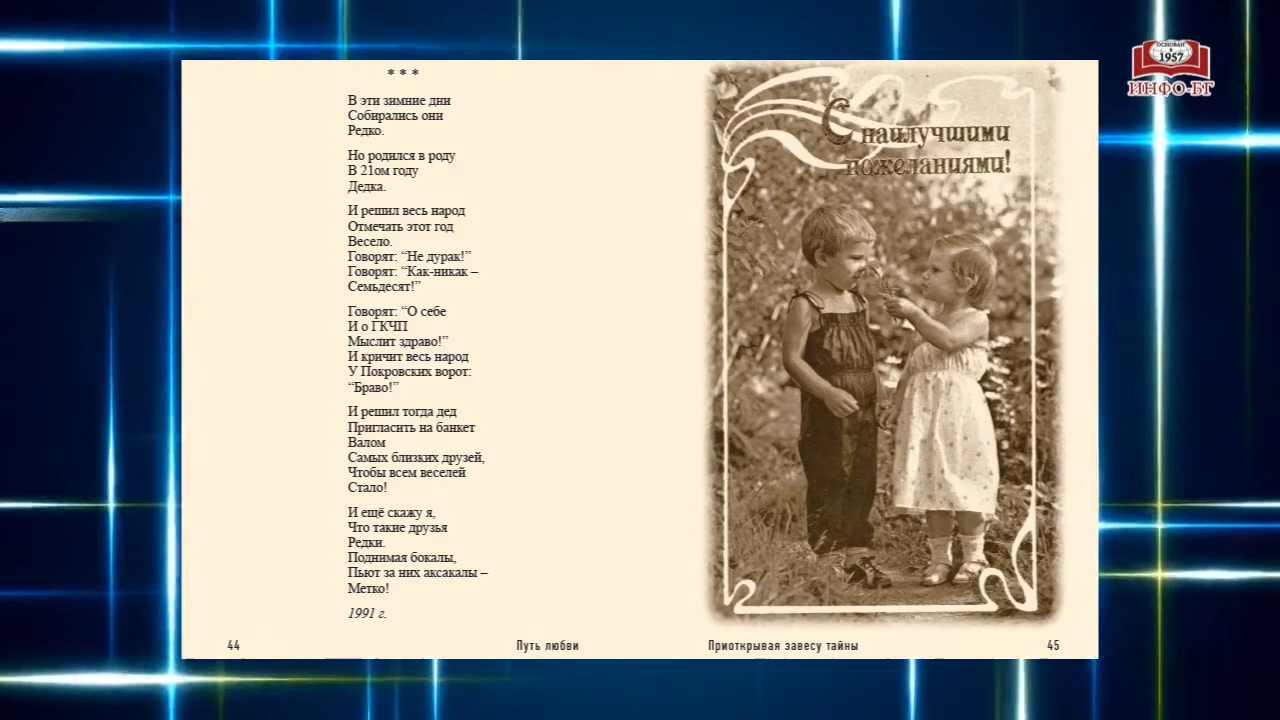 * * *
В эти зимние дни
Собирались они
Редко.
Но родился в роду
В 21ом году
Дедка.
И решил весь народ
Отмечать этот год
Весело.
Говорят: “Не дурак!”
Говорят: “Как-никак –
Семьдесят!”
Говорят: “О себе
И о ГКЧП
Мыслит здраво!”
И кричит весь народ
У Покровских ворот:
“Браво!”
И решил тогда дед
Пригласить на банкет
Валом
Самых близких друзей,
Чтобы всем веселей
Стало!
И ещё скажу я,
Что такие друзья
Редки.
Поднимая бокалы,
Пьют за них аксакалы –
Метко!
1991 г.
44
Путь любви
С наилучшими
пожеланиями!
Приоткрывая завесу тайны
45
ОСНОВАН
В
1957
ИНФО-БГ